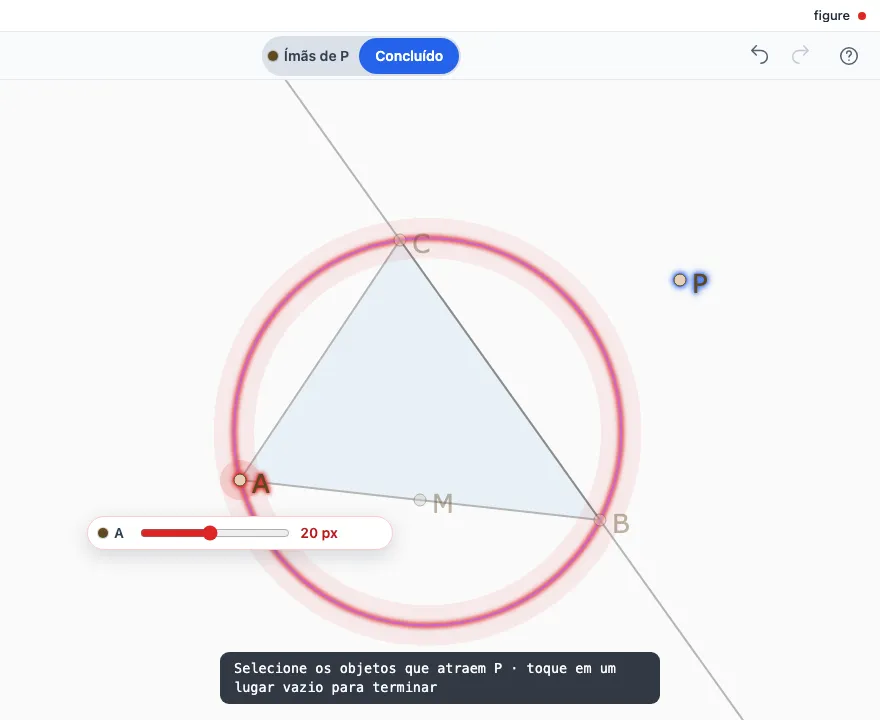 figure
Ímãs de P
Concluído
C
P
A
M
B
A
20 px
Selecione os objetos que atraem P · toque em um
lugar vazio para terminar